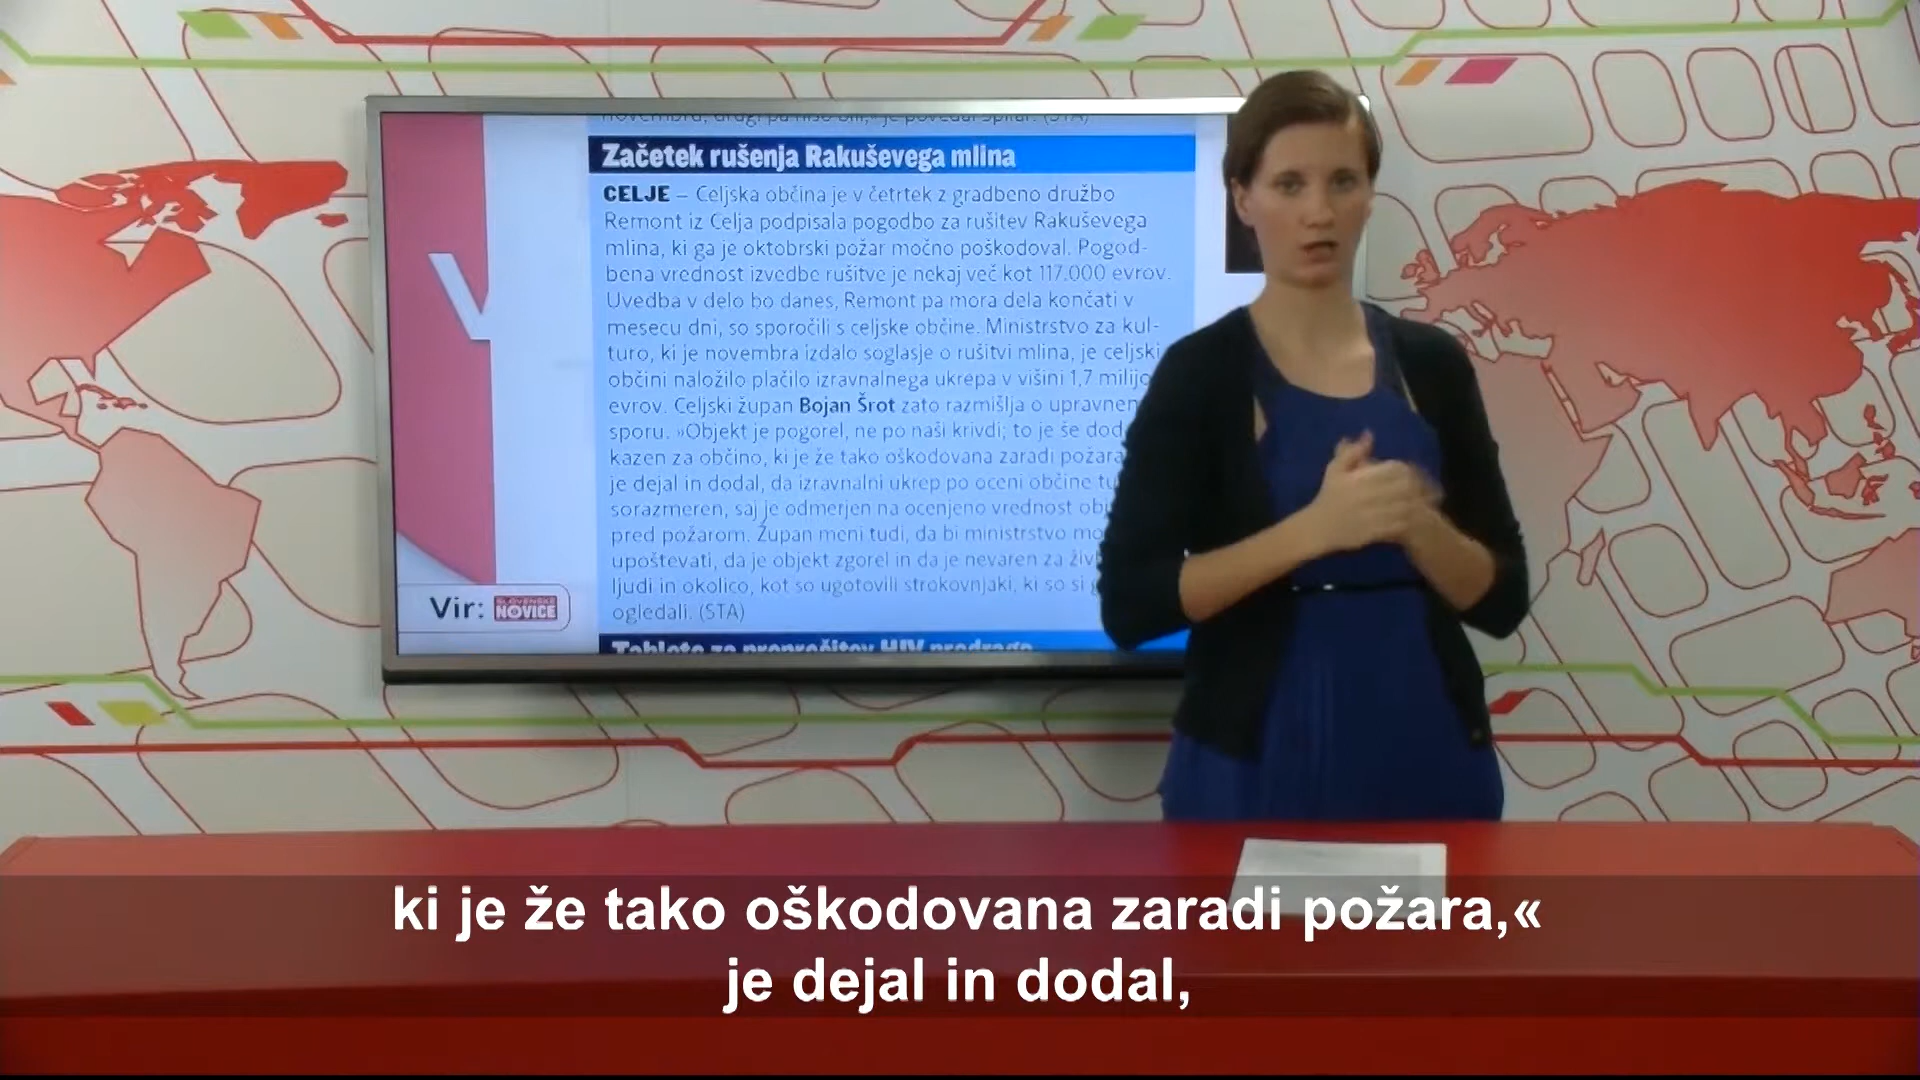 Začetek rušenja Rakuševega mlina
CELJE – Celjska občina je v četrtek z gradbeno družbo
Remont iz Celja podpisala pogodbo za rušitev Rakuševega
mlina, ki ga je oktobrski požar močno poškodoval. Pogod-
bena vrednost izvedbe rušitve je nekaj več kot 117.000 evrov.
Uvedba v delo bo danes, Remont pa mora dela končati v
mesecu dni, so sporočili s celjske občine. Ministrstvo za kul-
turo, ki je novembra izdalo soglasje o rušitvi mlina, je celjski
občini naložilo plačilo izravnalnega ukrepa v višini 1,7 milijo
evrov. Celjski župan Bojan Šrot zato razmišlja o upravnem
sporu. »Objekt je pogorel, ne po naši krivdi; to je še dod
kazen za občino, ki je že tako oškodovana zaradi požara
je dejal in dodal, da izravnalni ukrep po oceni občine
sorazmeren, saj je odmerjen na ocenjeno vrednost
pred požarom. Župan meni tudi, da bi ministrstvo
upoštevati, da je objekt zgorel in da je nevaren za
ljudi in okolico, kot so ugotovili strokovnjaki, ki so si
ogledali. (STA)
Tablete za preprečitev HIV predrage
V
Vir: SLOVENSKE NOVICE
ki je že tako oškodovana zaradi požara,«
je dejal in dodal,